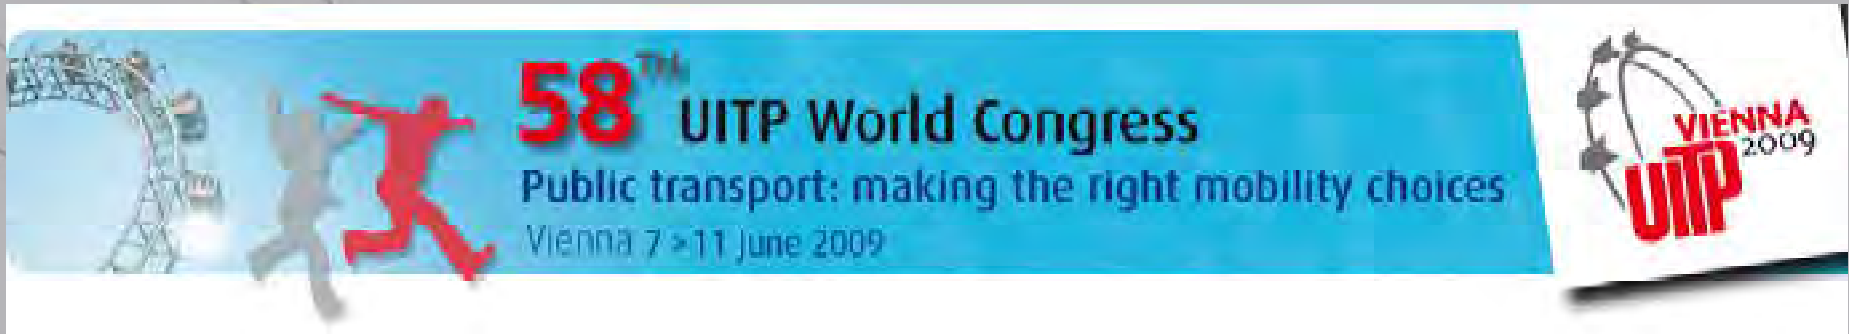 58TH UITP World Congress
Public transport: making the right mobility choices
Vienna 7 > 11 June 2009
VIENNA
2009
UITP